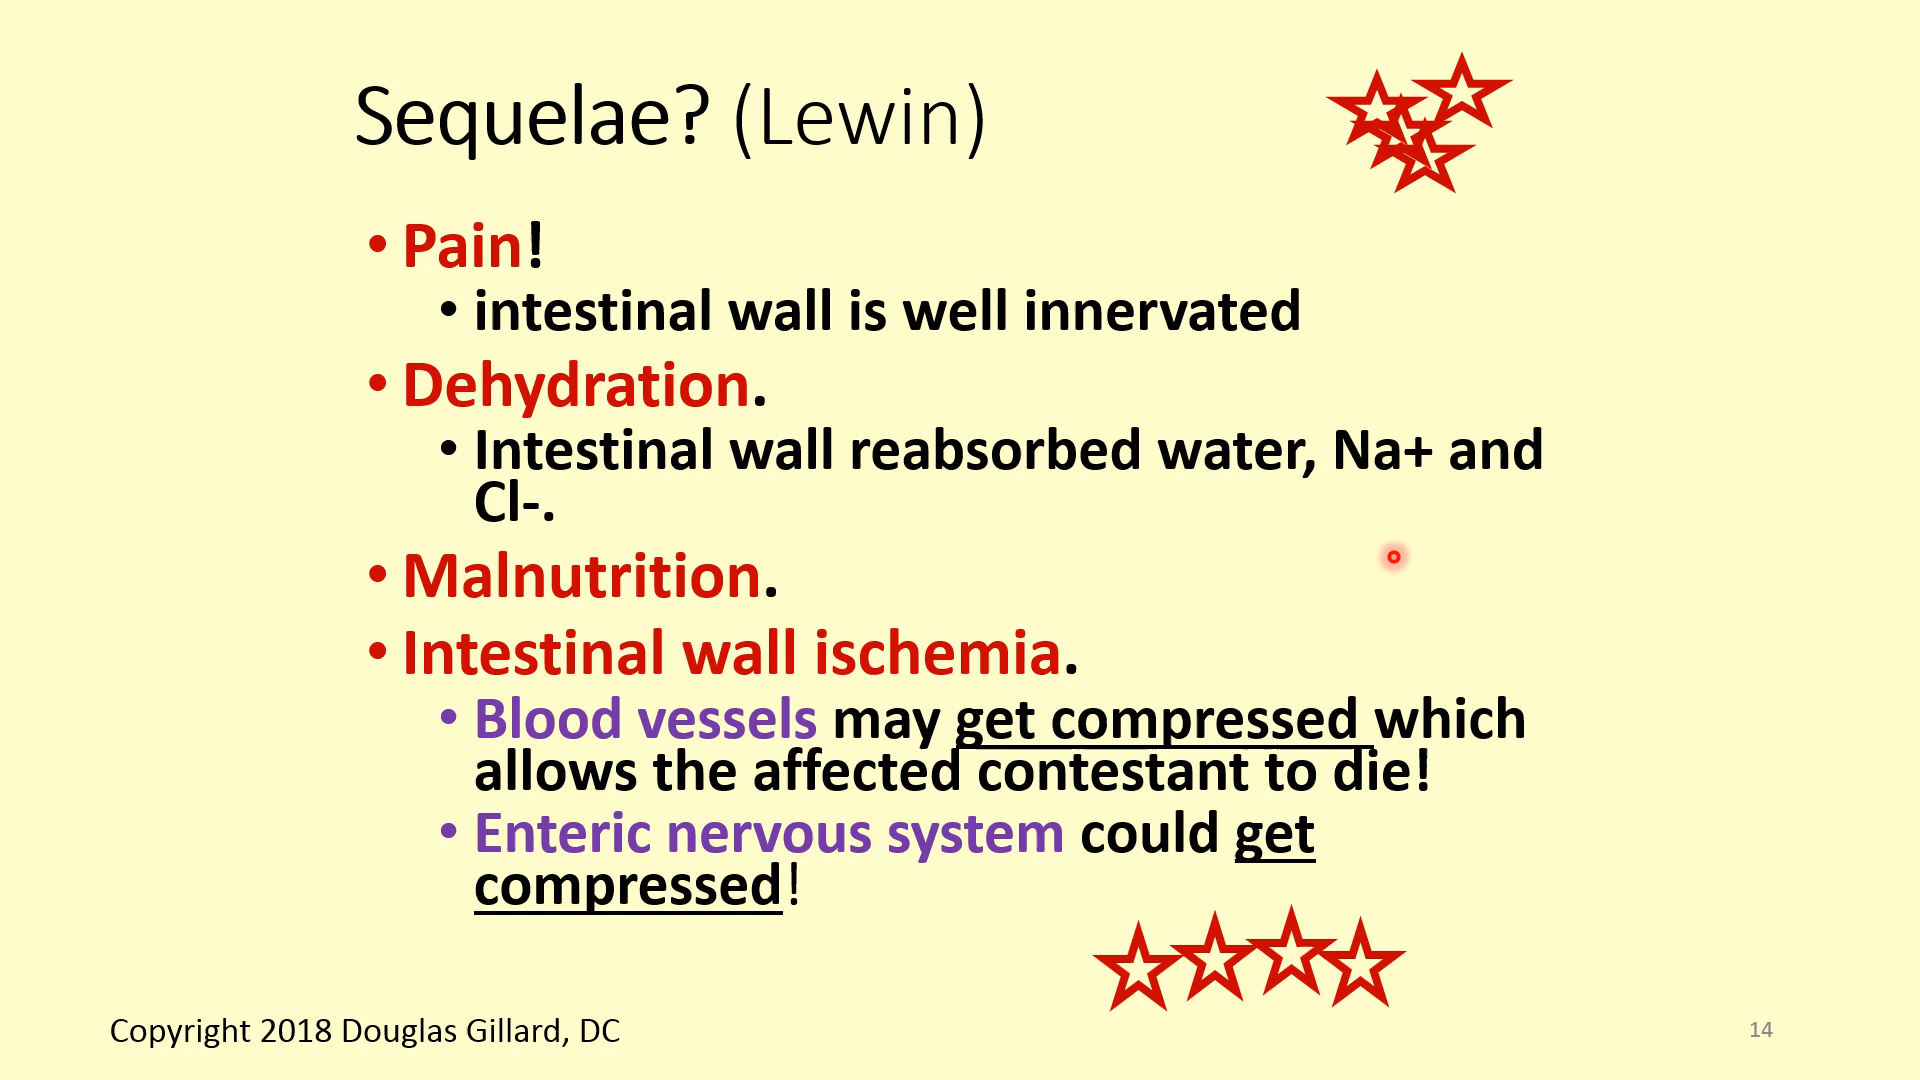 Sequelae? (Lewin)
• Pain!
• intestinal wall is well innervated
• Dehydration.
• Intestinal wall reabsorbed water, Na+ and
Cl-.
• Malnutrition.
• Intestinal wall ischemia.
• Blood vessels may get compressed which
allows the affected contestant to die!
• Enteric nervous system could get
compressed!
Copyright 2018 Douglas Gillard, DC
14